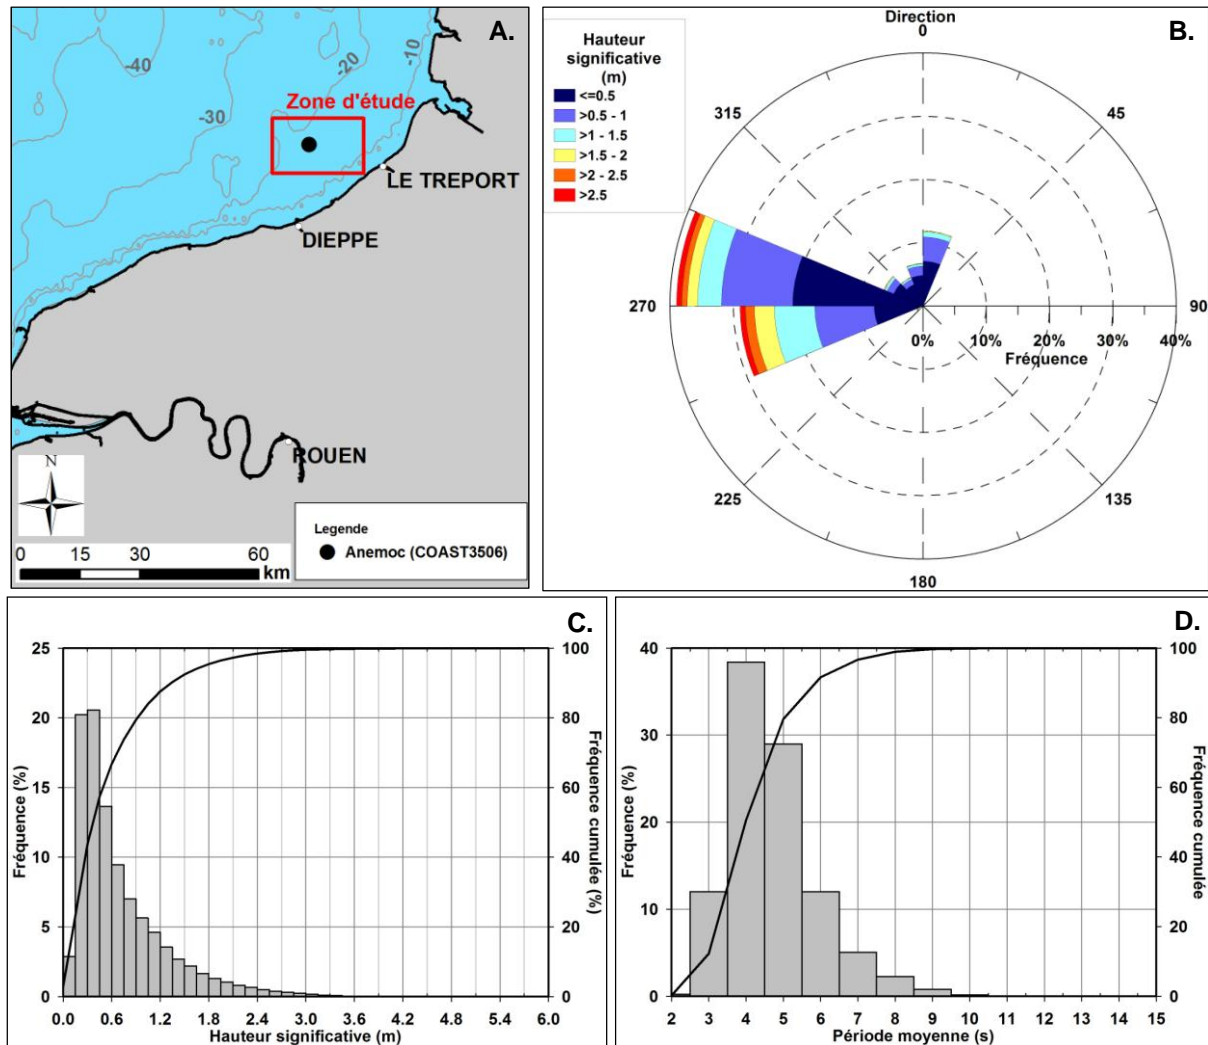 A.
-40
-20
-10
-30
Zone d'étude
LE TREPORT
DIEPPE
ROUEN
N
0 15 30 60
km
Legende
Anemoc (COAST3506)
B.
Direction
0
45
90
135
180
225
270
315
Hauteur
significative
(m)
<=0.5
>0.5 - 1
>1 - 1.5
>1.5 - 2
>2 - 2.5
>2.5
0% 10% 20% 30% 40%
Fréquence
C.
Fréquence (%)
25
20
15
10
5
0
0.0 0.6 1.2 1.8 2.4 3.0 3.6 4.2 4.8 5.4 6.0
Hauteur significative (m)
100
80
60
40
20
0
Fréquence cumulée
(%)
D.
Fréquence (%)
40
30
20
10
0
2 3 4 5 6 7 8 9 10 11 12 13 14 15
Période moyenne (s)
100
80
60
40
20
0
Fréquence cumulée